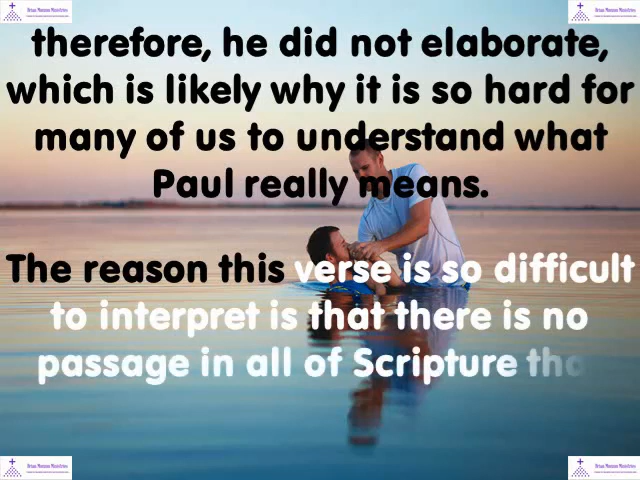 therefore, he did not elaborate,
which is likely why it is so hard for
many of us to understand what
Paul really means.
The reason this verse is so difficult
to interpret is that there is no
passage in all of Scripture